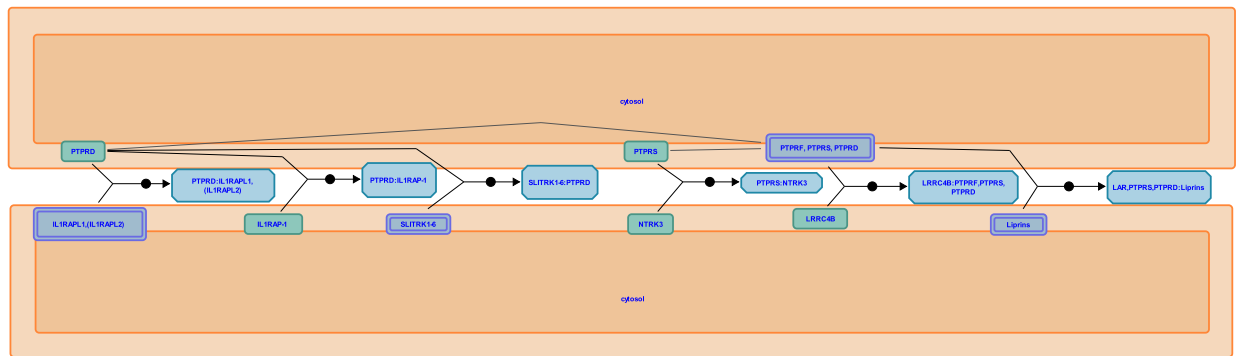 cytosol
PTPRD
PTPRS
PTPRF, PTPRS, PTPRD
PTPRD:IL1RAPL1,
(IL1RAPL2)
PTPRD:IL1RAP-1
SLITRK1-6:PTPRD
PTPRS:NTRK3
LRRC4B:PTPRF,PTPRS,
PTPRD
LAR,PTPRS,PTPRD:Liprins
IL1RAPL1,(IL1RAPL2)
IL1RAP-1
SLITRK1-6
NTRK3
LRRC4B
Liprins
cytosol